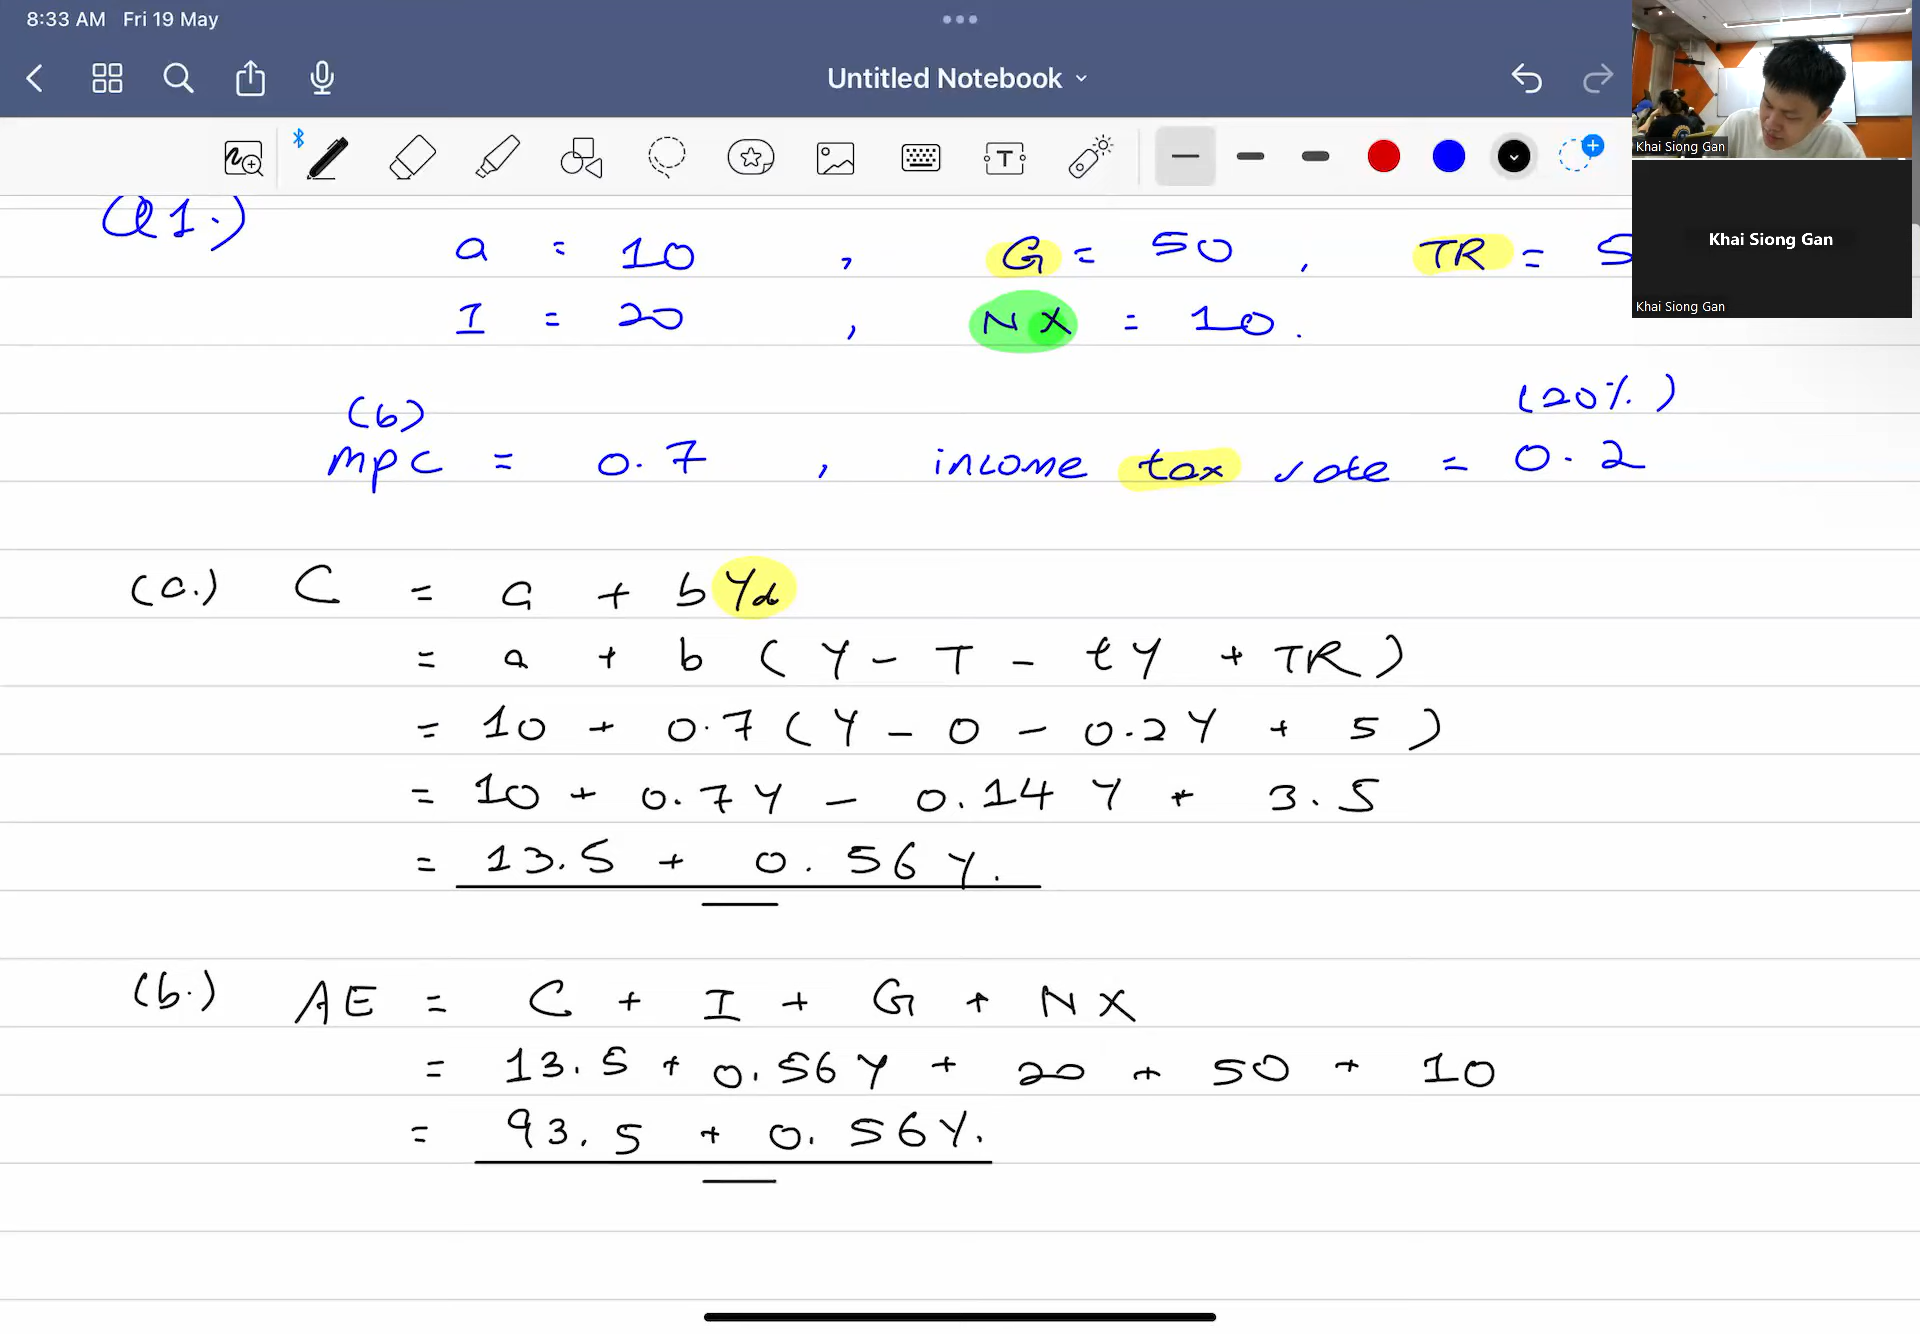 8:33 AM Fri 19 May
Untitled Notebook
T
Khai Siong Gan
Khai Siong Gan
Khai Siong Gan
(Q1.)
a = 10 , G = 50 , TR = 5
I = 20 , NX = 10.
(b) (20%)
mpc = 0.7 , income tax rate = 0.2
(a.) C = a + b Yd
= a + b ( Y - T - tY + TR )
= 10 + 0.7 ( Y - 0 - 0.2Y + 5 )
= 10 + 0.7Y - 0.14Y + 3.5
= 13.5 + 0.56Y.
(b.) AE = C + I + G + NX
= 13.5 + 0.56Y + 20 + 50 + 10
= 93.5 + 0.56Y.